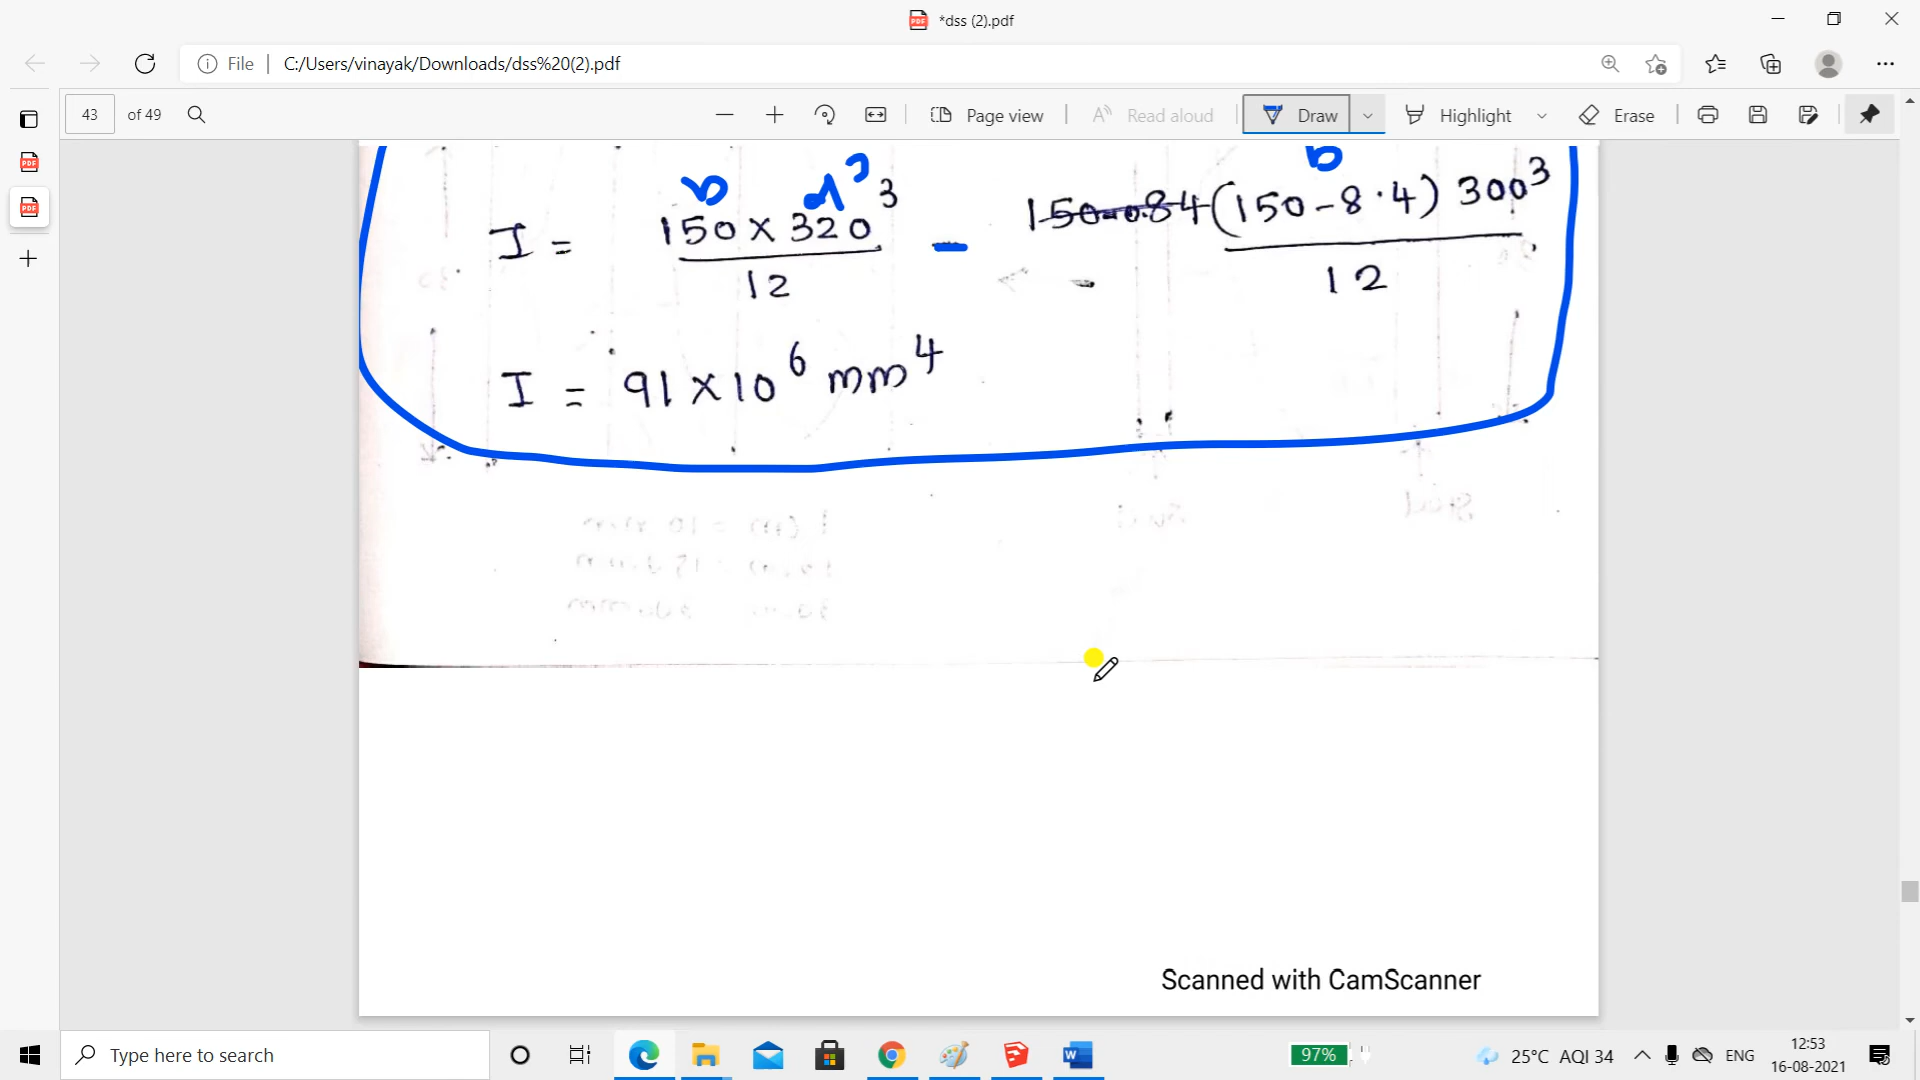 *dss (2).pdf
File | C:/Users/vinayak/Downloads/dss%20(2).pdf
43 of 49 Page view Read aloud Draw Highlight Erase
b d³ b
I = 150 x 320³ / 12 - 150-0.84 (150-8.4) 300³ / 12
I = 91 x 10⁶ mm⁴
Scanned with CamScanner
Type here to search
97% 25°C AQI 34 ENG 12:53
16-08-2021